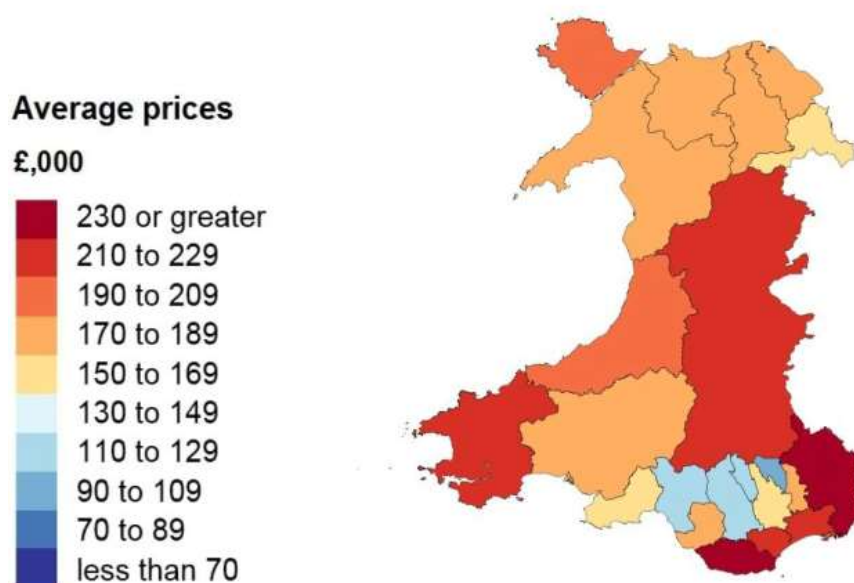 Average prices
£,000
230 or greater
210 to 229
190 to 209
170 to 189
150 to 169
130 to 149
110 to 129
90 to 109
70 to 89
less than 70